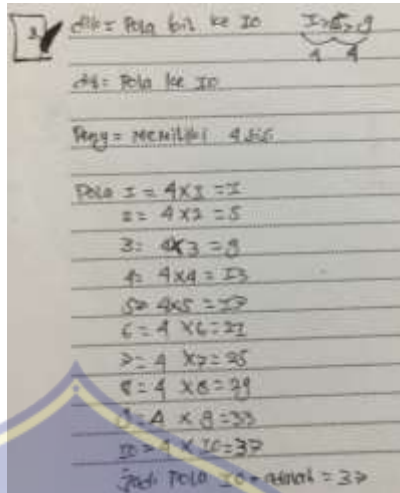 3 dik = Pola bil ke 10 1, 5, 9
4 4
dit = Pola ke 10
Peny = Memiliki 4
Pola 1 = 4x1 = 1
2 = 4x2 = 5
3 = 4x3 = 9
4 = 4x4 = 13
5 = 4x5 = 17
6 = 4x6 = 21
7 = 4x7 = 25
8 = 4x8 = 29
9 = 4x9 = 33
10 = 4x10 = 37
jadi Pola 10 adalah = 37